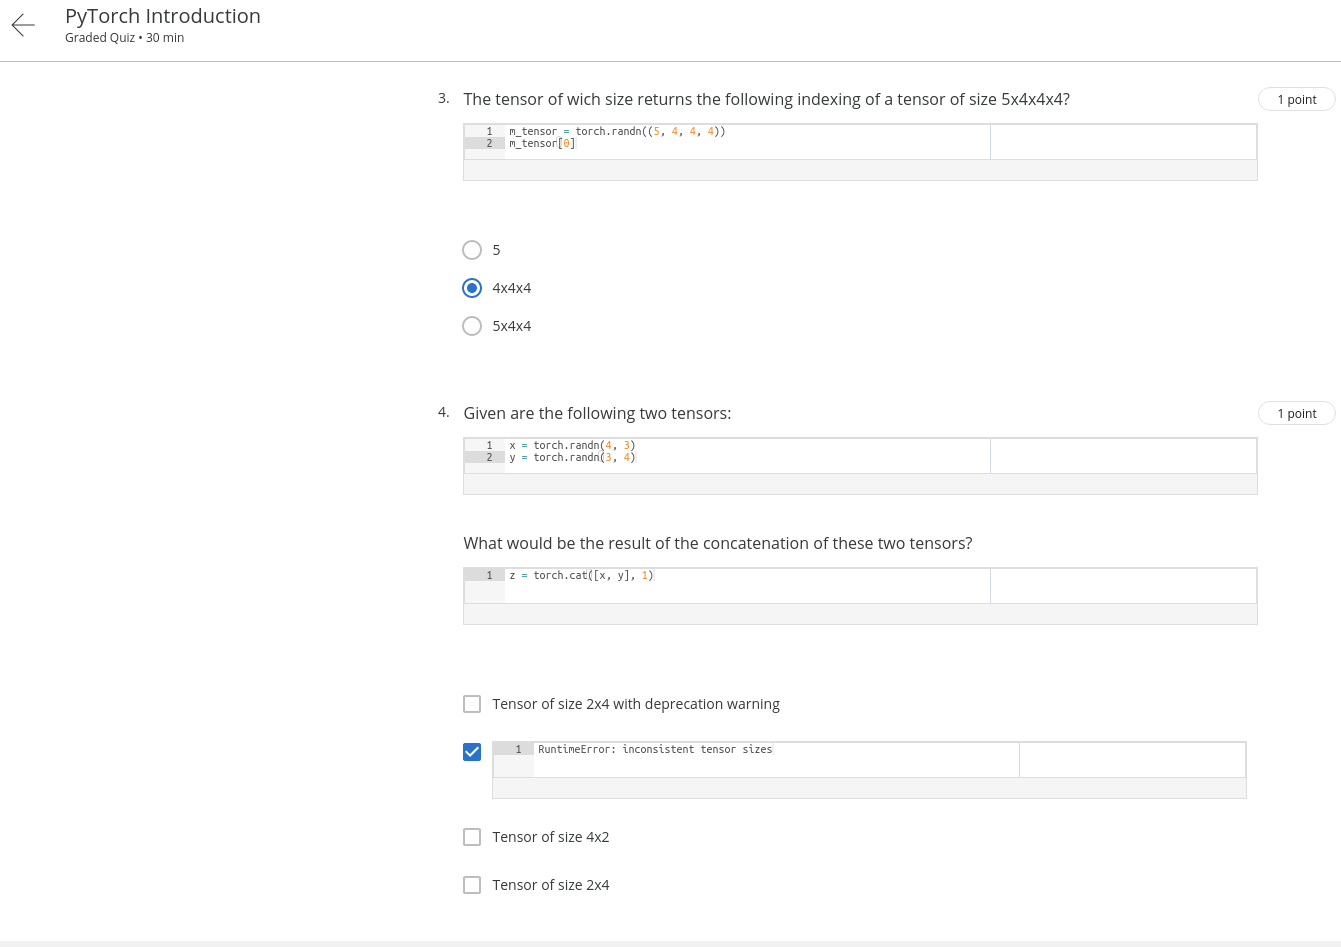 PyTorch Introduction
Graded Quiz • 30 min
3. The tensor of wich size returns the following indexing of a tensor of size 5x4x4x4?
1 point
1 m_tensor = torch.randn((5, 4, 4, 4))
2 m_tensor[0]
5
4x4x4
5x4x4
4. Given are the following two tensors:
1 point
1 x = torch.randn(4, 3)
2 y = torch.randn(3, 4)
What would be the result of the concatenation of these two tensors?
1 z = torch.cat([x, y], 1)
Tensor of size 2x4 with deprecation warning
1 RuntimeError: inconsistent tensor sizes
Tensor of size 4x2
Tensor of size 2x4